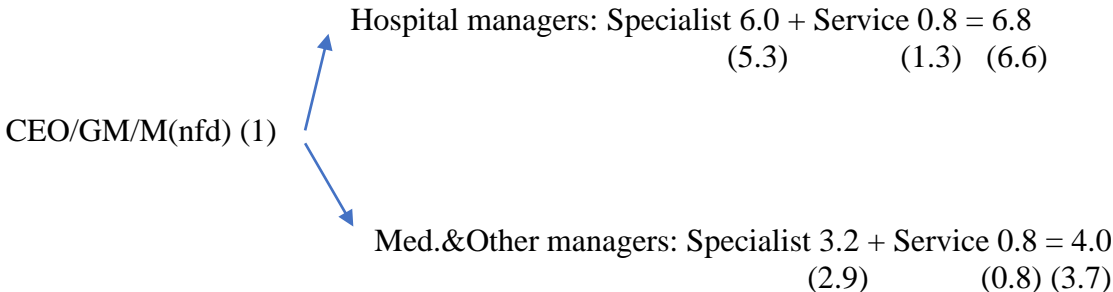 Hospital managers: Specialist 6.0 + Service 0.8 = 6.8
(5.3) (1.3) (6.6)
CEO/GM/M(nfd) (1)
Med.&Other managers: Specialist 3.2 + Service 0.8 = 4.0
(2.9) (0.8) (3.7)